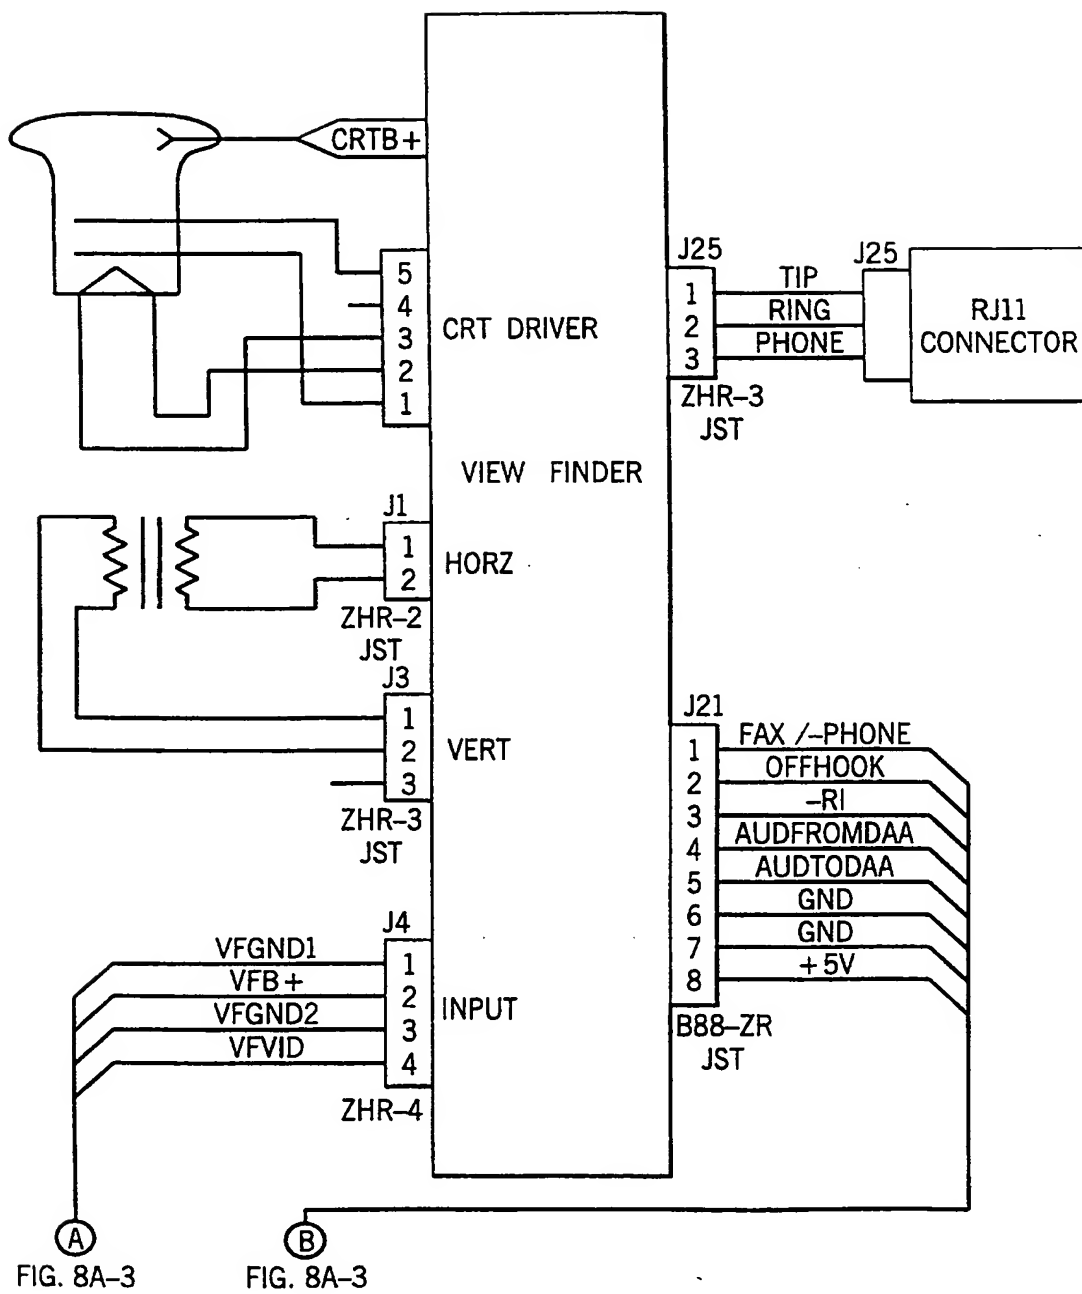 CRTB+
5
4
3
2
1
CRT DRIVER
VIEW FINDER
J25
1
2
3
ZHR-3
JST
TIP
RING
PHONE
J25
RJ11
CONNECTOR
J1
1
2
HORZ
ZHR-2
JST
J3
1
2
3
VERT
ZHR-3
JST
J21
1
2
3
4
5
6
7
8
FAX /-PHONE
OFFHOOK
-RI
AUDFROMDAA
AUDTODAA
GND
GND
+5V
B88-ZR
JST
J4
VFGND1
VFB+
VFGND2
VFVID
1
2
3
4
INPUT
ZHR-4
A
FIG. 8A-3
B
FIG. 8A-3